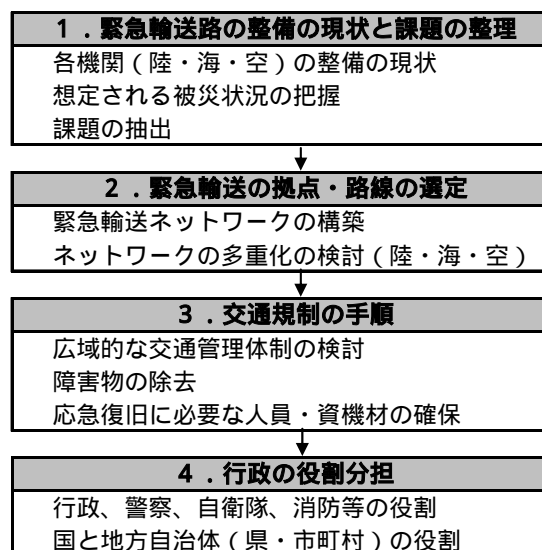 １．緊急輸送路の整備の現状と課題の整理
各機関（陸・海・空）の整備の現状
想定される被災状況の把握
課題の抽出
２．緊急輸送の拠点・路線の選定
緊急輸送ネットワークの構築
ネットワークの多重化の検討（陸・海・空）
３．交通規制の手順
広域的な交通管理体制の検討
障害物の除去
応急復旧に必要な人員・資機材の確保
４．行政の役割分担
行政、警察、自衛隊、消防等の役割
国と地方自治体（県・市町村）の役割